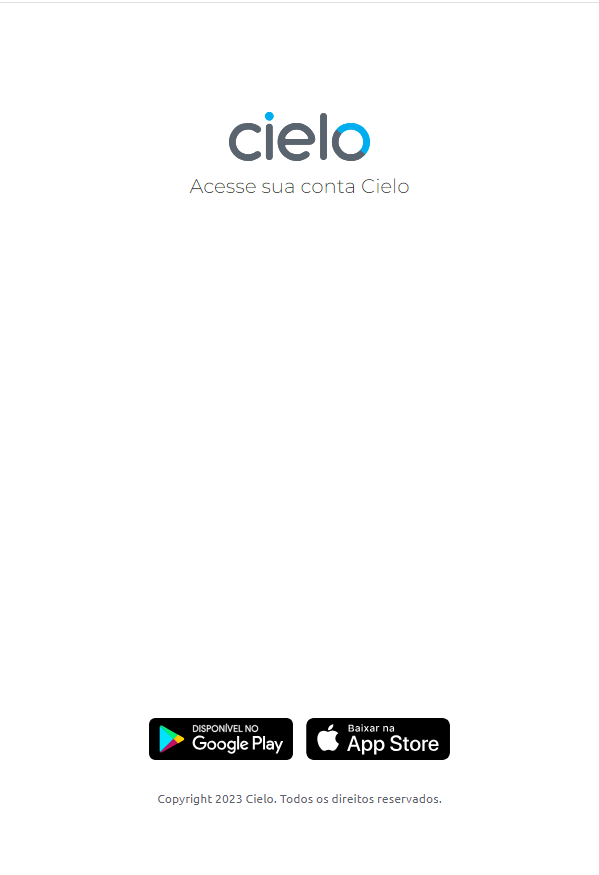 cielo
Acesse sua conta Cielo
DISPONÍVEL NO
Google Play
Baixar na
App Store
Copyright 2023 Cielo. Todos os direitos reservados.